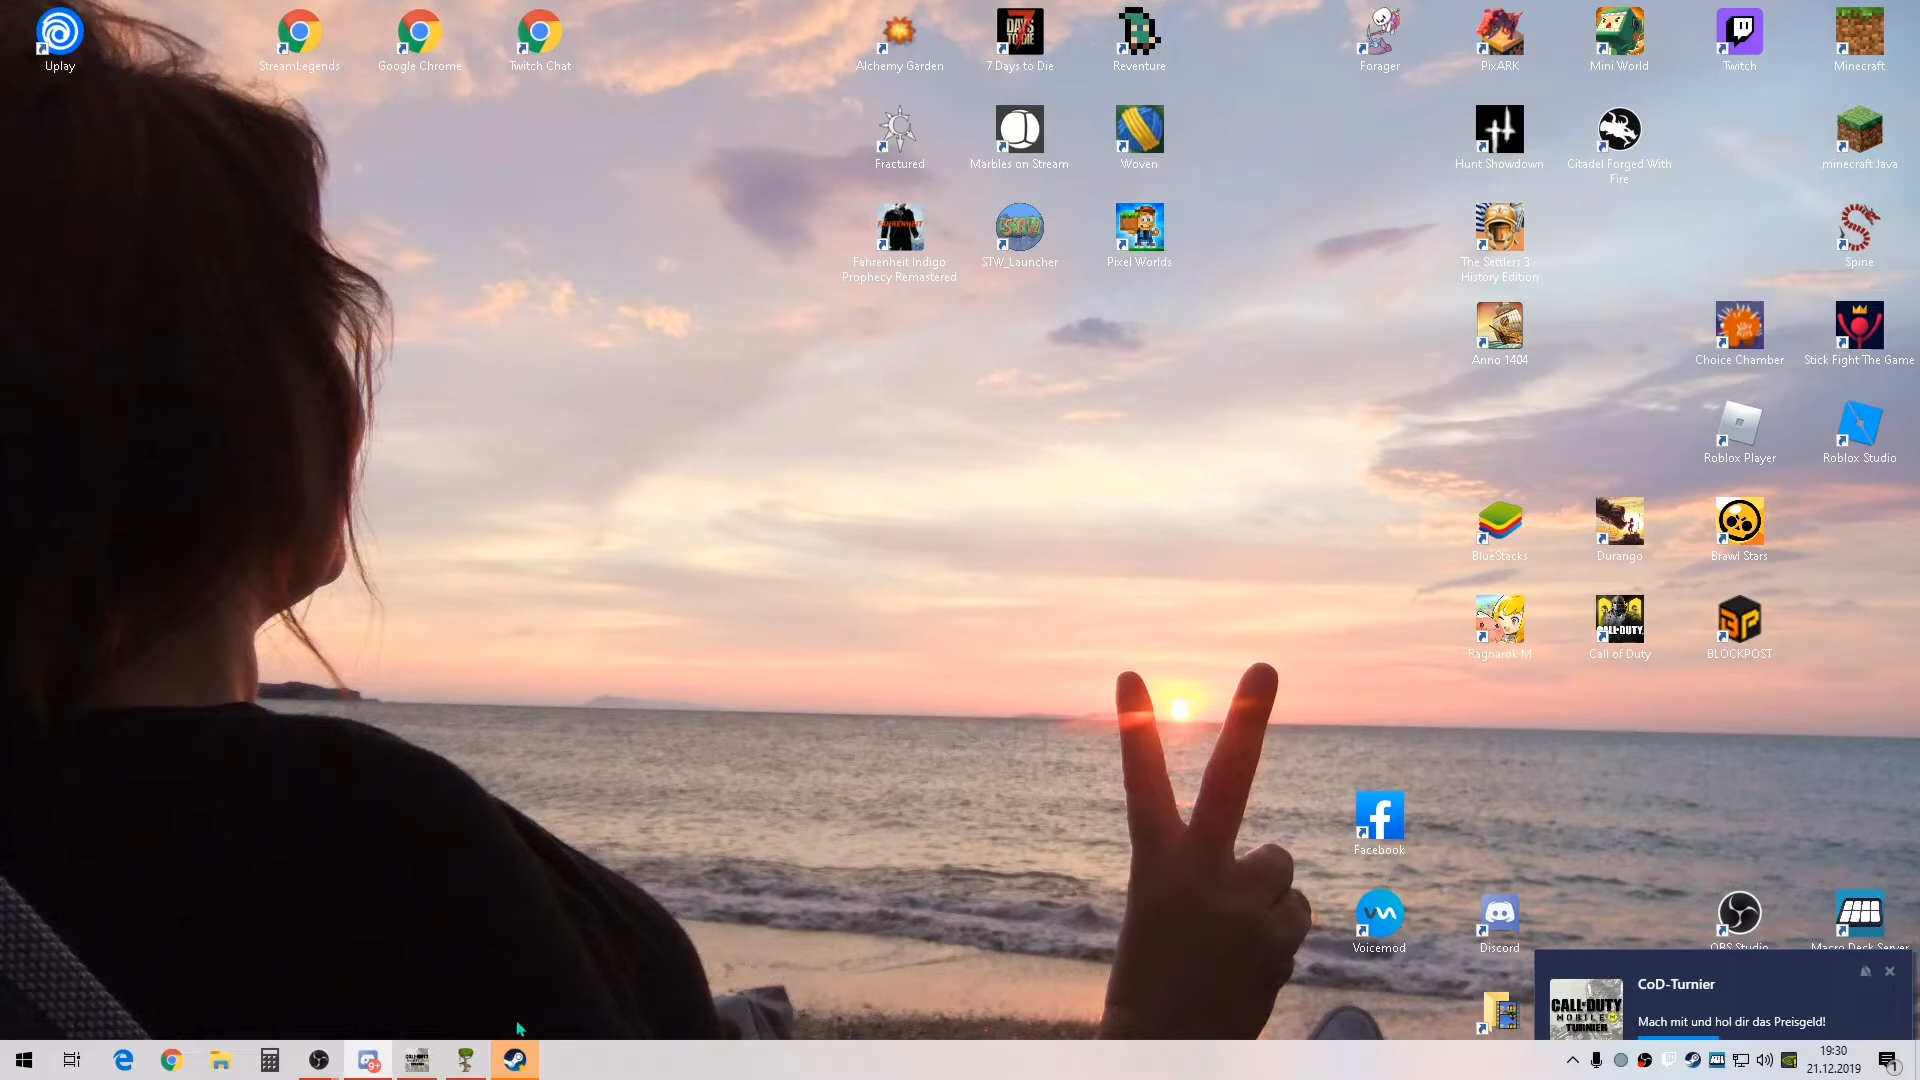 Uplay
StreamLegends
Google Chrome
Twitch Chat
Alchemy Garden
7 Days to Die
Reventure
Forager
PixARK
Mini World
Twitch
Minecraft
Fractured
Marbles on Stream
Woven
Hunt Showdown
Citadel Forged With
Fire
minecraft Java
Fahrenheit Indigo
Prophecy Remastered
STW_Launcher
Pixel Worlds
The Settlers 3 -
History Edition
Spine
Anno 1404
Choice Chamber
Stick Fight The Game
Roblox Player
Roblox Studio
BlueStacks
Durango
Brawl Stars
Ragnarok M
Call of Duty
BLOCKPOST
Facebook
Voicemod
Discord
OBS Studio
Macro Deck Server
CoD-Turnier
Mach mit und hol dir das Preisgeld!
CALL OF DUTY
MOBILE
TURNIER
9+
19:30
21.12.2019
1